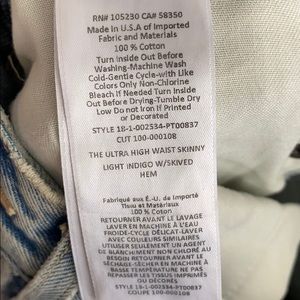 RN# 105230 CA# 58350
Made in U.S.A of Imported
Fabric and Materials
100 % Cotton
Turn Inside Out Before
Washing-Machine Wash
Cold-Gentle Cycle-with Like
Colors Only Non-Chlorine
Bleach If Needed Turn Inside
Out Before Drying-Tumble Dry
Low Do not Iron If Printed
or Decorated
STYLE 18-1-002534-PT00837
CUT 100-000108
THE ULTRA HIGH WAIST SKINNY
LIGHT INDIGO W/SKIVED
HEM
Fabriqué aux É.-U. de Importé
Tissu et Matériaux
100 % Coton
RETOURNER AVANT LE LAVAGE
LAVER EN MACHINE À L'EAU
FROIDE-CYCLE DÉLICAT-LAVER
AVEC COULEURS SIMILAIRES
UTILISER SEULEMENT UN AGENT
DE BLANCHIMENT NON CHLORÉ AU
BESOIN RETOURNER AVANT LE
SÉCHAGE-SÉCHER EN MACHINE À
BASSE TEMPÉRATURE NE PAS
REPASSER LES TISSUS IMPRIMÉS
OU DÉCORÉS
STYLE 18-1-002534-PT00837
COUPE 100-000108